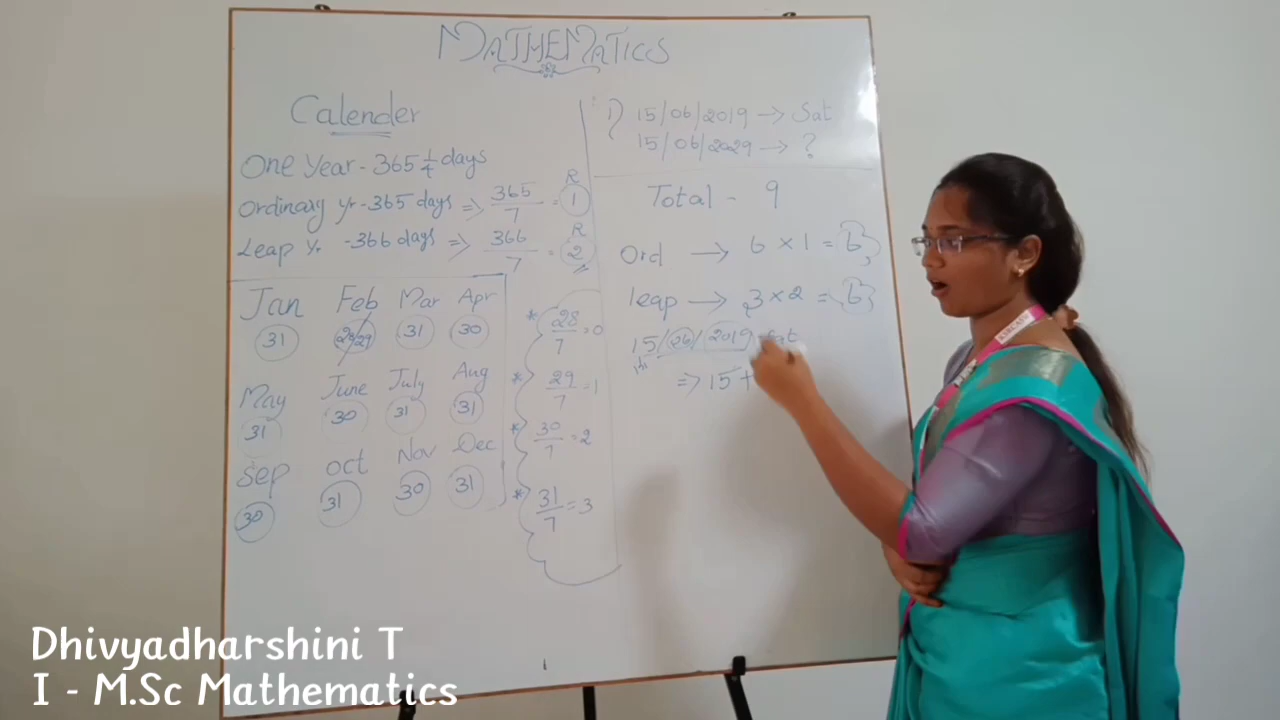 MATHEMATICS
Calender
One Year - 365 1/4 days
Ordinary yr - 365 days => 365/7 = 1 R
Leap Yr. - 366 days => 366/7 = 2 R
Jan Feb Mar Apr
31 28/29 31 30
May June July Aug
31 30 31 31
Sep oct Nov Dec
30 31 30 31
* 28/7 = 0
* 29/7 = 1
* 30/7 = 2
* 31/7 = 3
1) 15/06/2019 -> Sat
15/06/2029 -> ?
Total - 9
Ord -> 6 × 1 = 6
leap -> 3 × 2 = 6
15/06/2019 Sat
=> 15 +
Dhivyadharshini T
I - M.Sc Mathematics